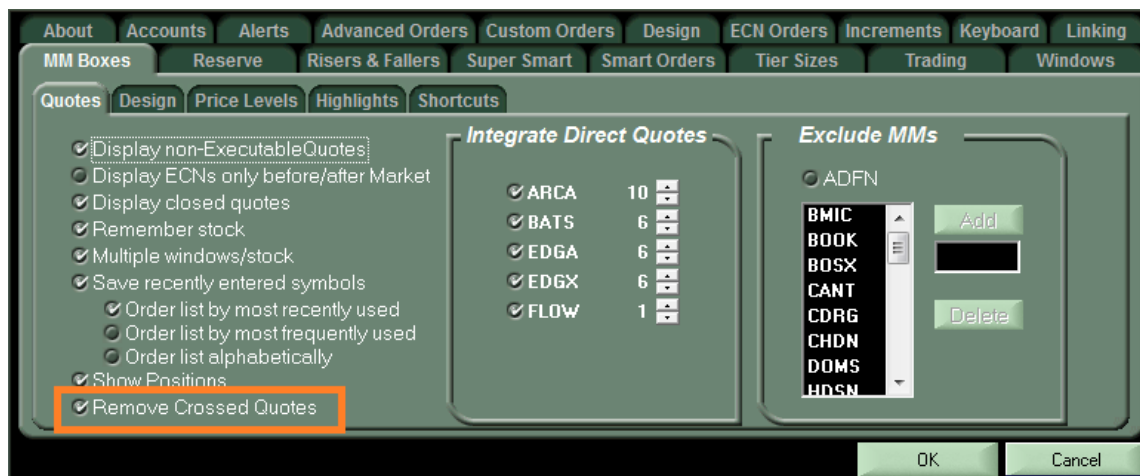 About Accounts Alerts Advanced Orders Custom Orders Design ECN Orders Increments Keyboard Linking
MM Boxes Reserve Risers & Fallers Super Smart Smart Orders Tier Sizes Trading Windows
Quotes Design Price Levels Highlights Shortcuts
Display non-ExecutableQuotes
Display ECNs only before/after Market
Display closed quotes
Remember stock
Multiple windows/stock
Save recently entered symbols
Order list by most recently used
Order list by most frequently used
Order list alphabetically
Show Positions
Remove Crossed Quotes
Integrate Direct Quotes
ARCA 10
BATS 6
EDGA 6
EDGX 6
FLOW 1
Exclude MMs
ADFN
BMIC
BOOK
BOSX
CANT
CDRG
CHDN
DOMS
HDSN
Add
Delete
OK Cancel